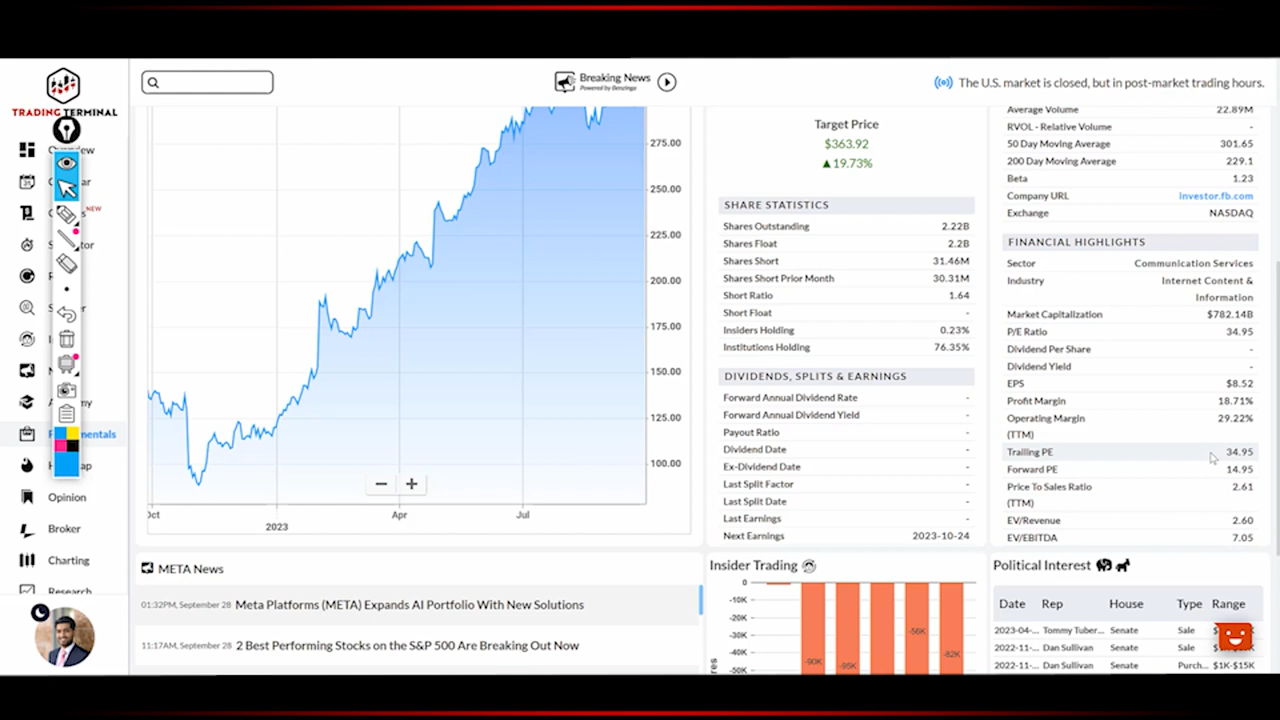 TRADING TERMINAL
Breaking News
Powered by Benzinga
The U.S. market is closed, but in post-market trading hours.
NEW
Opinion
Broker
Charting
Research
275.00
250.00
225.00
200.00
175.00
150.00
125.00
100.00
Oct
Apr
Jul
2023
Target Price
$363.92
▲19.73%
SHARE STATISTICS
Shares Outstanding 2.22B
Shares Float 2.2B
Shares Short 31.46M
Shares Short Prior Month 30.31M
Short Ratio 1.64
Short Float -
Insiders Holding 0.23%
Institutions Holding 76.35%
DIVIDENDS, SPLITS & EARNINGS
Forward Annual Dividend Rate -
Forward Annual Dividend Yield -
Payout Ratio -
Dividend Date -
Ex-Dividend Date -
Last Split Factor -
Last Split Date -
Last Earnings -
Next Earnings 2023-10-24
Average Volume 22.89M
RVOL - Relative Volume -
50 Day Moving Average 301.65
200 Day Moving Average 229.1
Beta 1.23
Company URL investor.fb.com
Exchange NASDAQ
FINANCIAL HIGHLIGHTS
Sector Communication Services
Industry Internet Content &
Information
Market Capitalization $782.14B
P/E Ratio 34.95
Dividend Per Share -
Dividend Yield -
EPS $8.52
Profit Margin 18.71%
Operating Margin 29.22%
(TTM)
Trailing PE 34.95
Forward PE 14.95
Price To Sales Ratio 2.61
(TTM)
EV/Revenue 2.60
EV/EBITDA 7.05
META News
01:32PM, September 28 Meta Platforms (META) Expands AI Portfolio With New Solutions
11:17AM, September 28 2 Best Performing Stocks on the S&P 500 Are Breaking Out Now
Insider Trading
0
-10K
-20K
-30K
-40K
-50K
-90K
-95K
-56K
-82K
Political Interest
Date Rep House Type Range
2023-04-... Tommy Tuber... Senate Sale
2022-11-... Dan Sullivan Senate Sale
2022-11-... Dan Sullivan Senate Purch... $1K-$15K